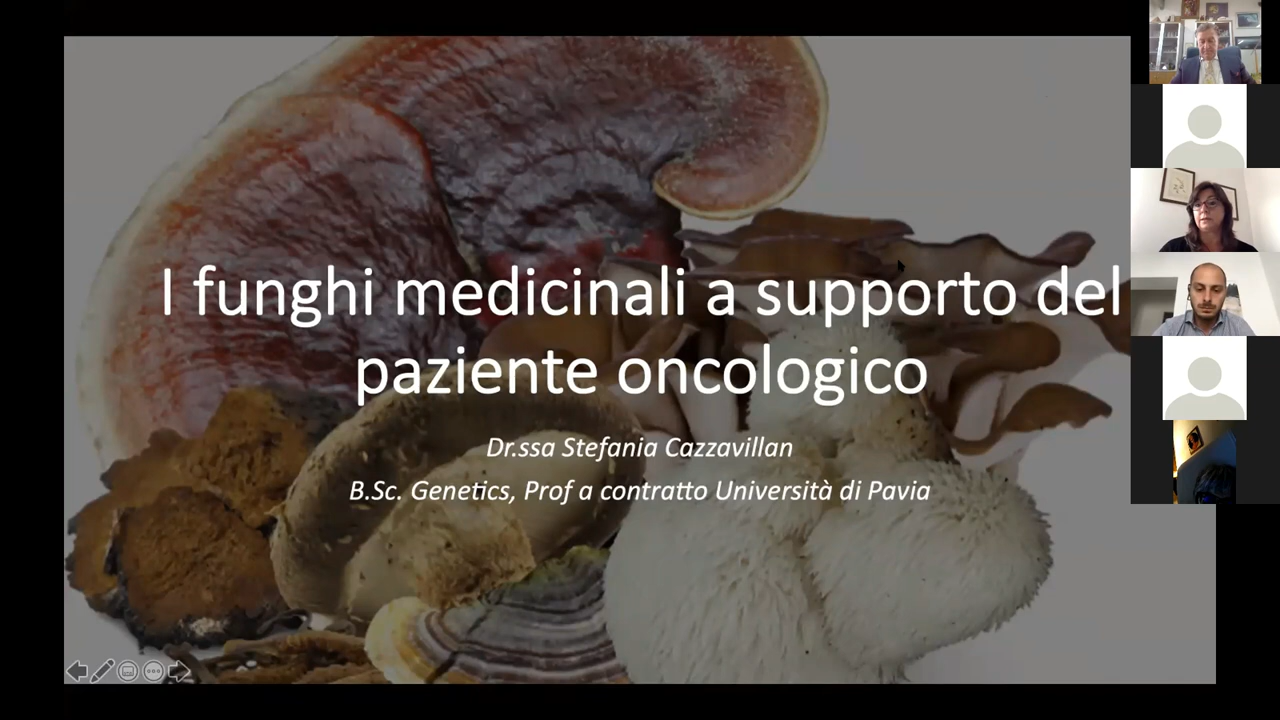 I funghi medicinali a supporto del
paziente oncologico
Dr.ssa Stefania Cazzavillan
B.Sc. Genetics, Prof a contratto Università di Pavia